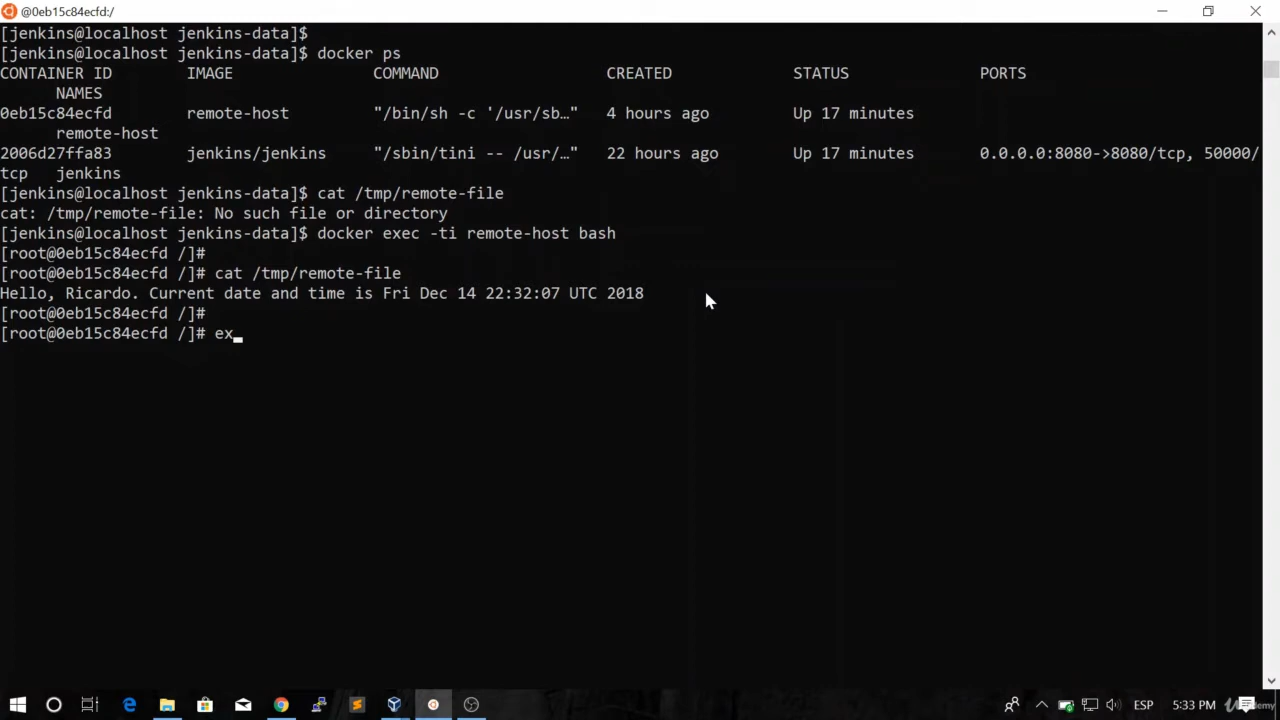 @0eb15c84ecfd:/
[jenkins@localhost jenkins-data]$
[jenkins@localhost jenkins-data]$ docker ps
CONTAINER ID        IMAGE               COMMAND                  CREATED             STATUS              PORTS
      NAMES
0eb15c84ecfd        remote-host         "/bin/sh -c '/usr/sb…"   4 hours ago         Up 17 minutes
      remote-host
2006d27ffa83        jenkins/jenkins     "/sbin/tini -- /usr/…"   22 hours ago        Up 17 minutes       0.0.0.0:8080->8080/tcp, 50000/
tcp   jenkins
[jenkins@localhost jenkins-data]$ cat /tmp/remote-file
cat: /tmp/remote-file: No such file or directory
[jenkins@localhost jenkins-data]$ docker exec -ti remote-host bash
[root@0eb15c84ecfd /]#
[root@0eb15c84ecfd /]# cat /tmp/remote-file
Hello, Ricardo. Current date and time is Fri Dec 14 22:32:07 UTC 2018
[root@0eb15c84ecfd /]#
[root@0eb15c84ecfd /]# ex
ESP 5:33 PM